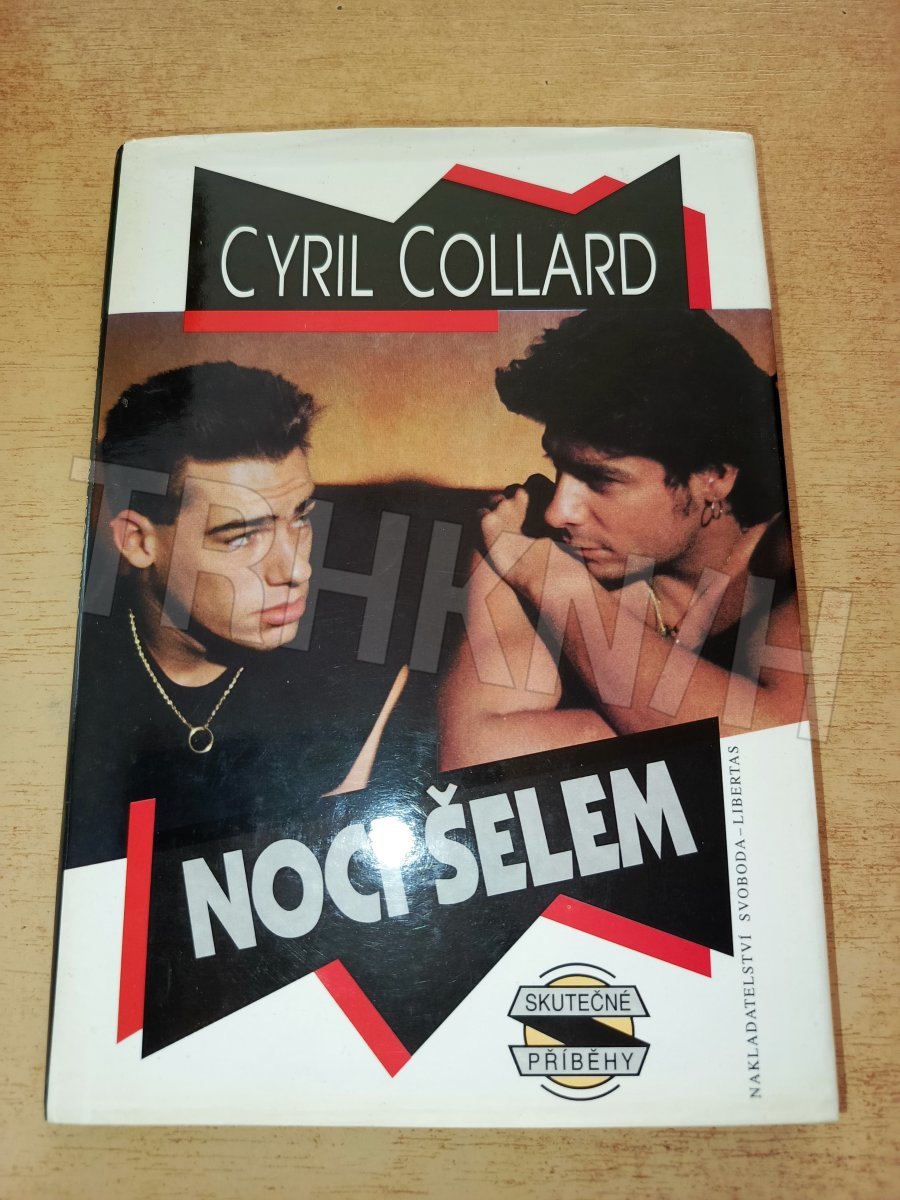 CYRIL COLLARD
TRHKNIH
NOCI ŠELEM
NAKLADATELSTVÍ SVOBODA – LIBERTAS
SKUTEČNÉ
PŘÍBĚHY